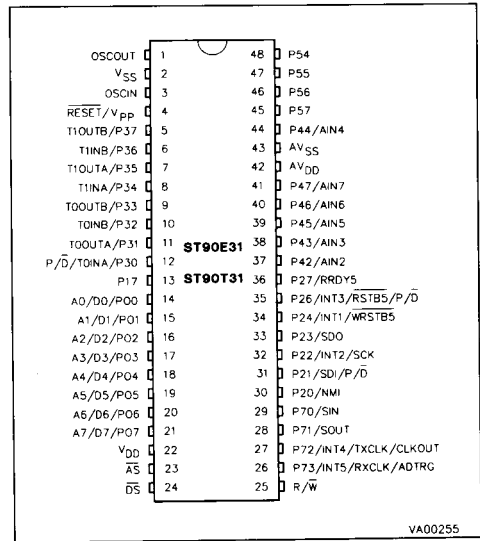 OSCOUT 1 48 P54
VSS 2 47 P55
OSCIN 3 46 P56
RESET/VPP 4 45 P57
T1OUTB/P37 5 44 P44/AIN4
T1INB/P36 6 43 AVSS
T1OUTA/P35 7 42 AVDD
T1INA/P34 8 41 P47/AIN7
T0OUTB/P33 9 40 P46/AIN6
T0INB/P32 10 39 P45/AIN5
T0OUTA/P31 11 ST90E31 38 P43/AIN3
P/D̅/T0INA/P30 12 37 P42/AIN2
P17 13 ST90T31 36 P27/RRDY5
A0/D0/P00 14 35 P26/INT3/RSTB5/P/D̅
A1/D1/P01 15 34 P24/INT1/WRSTB5
A2/D2/P02 16 33 P23/SDO
A3/D3/P03 17 32 P22/INT2/SCK
A4/D4/P04 18 31 P21/SDI/P/D̅
A5/D5/P05 19 30 P20/NMI
A6/D6/P06 20 29 P70/SIN
A7/D7/P07 21 28 P71/SOUT
VDD 22 27 P72/INT4/TXCLK/CLKOUT
AS 23 26 P73/INT5/RXCLK/ADTRG
DS 24 25 R/W̅
VA00255